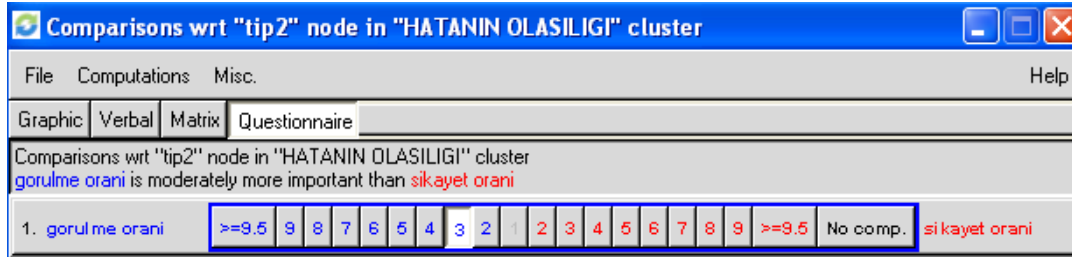 Comparisons wrt "tip2" node in "HATANIN OLASILIGI" cluster
File Computations Misc. Help
Graphic Verbal Matrix Questionnaire
Comparisons wrt "tip2" node in "HATANIN OLASILIGI" cluster
gorulme orani is moderately more important than sikayet orani
1. gorulme orani >=9.5 9 8 7 6 5 4 3 2 1 2 3 4 5 6 7 8 9 >=9.5 No comp. sikayet orani